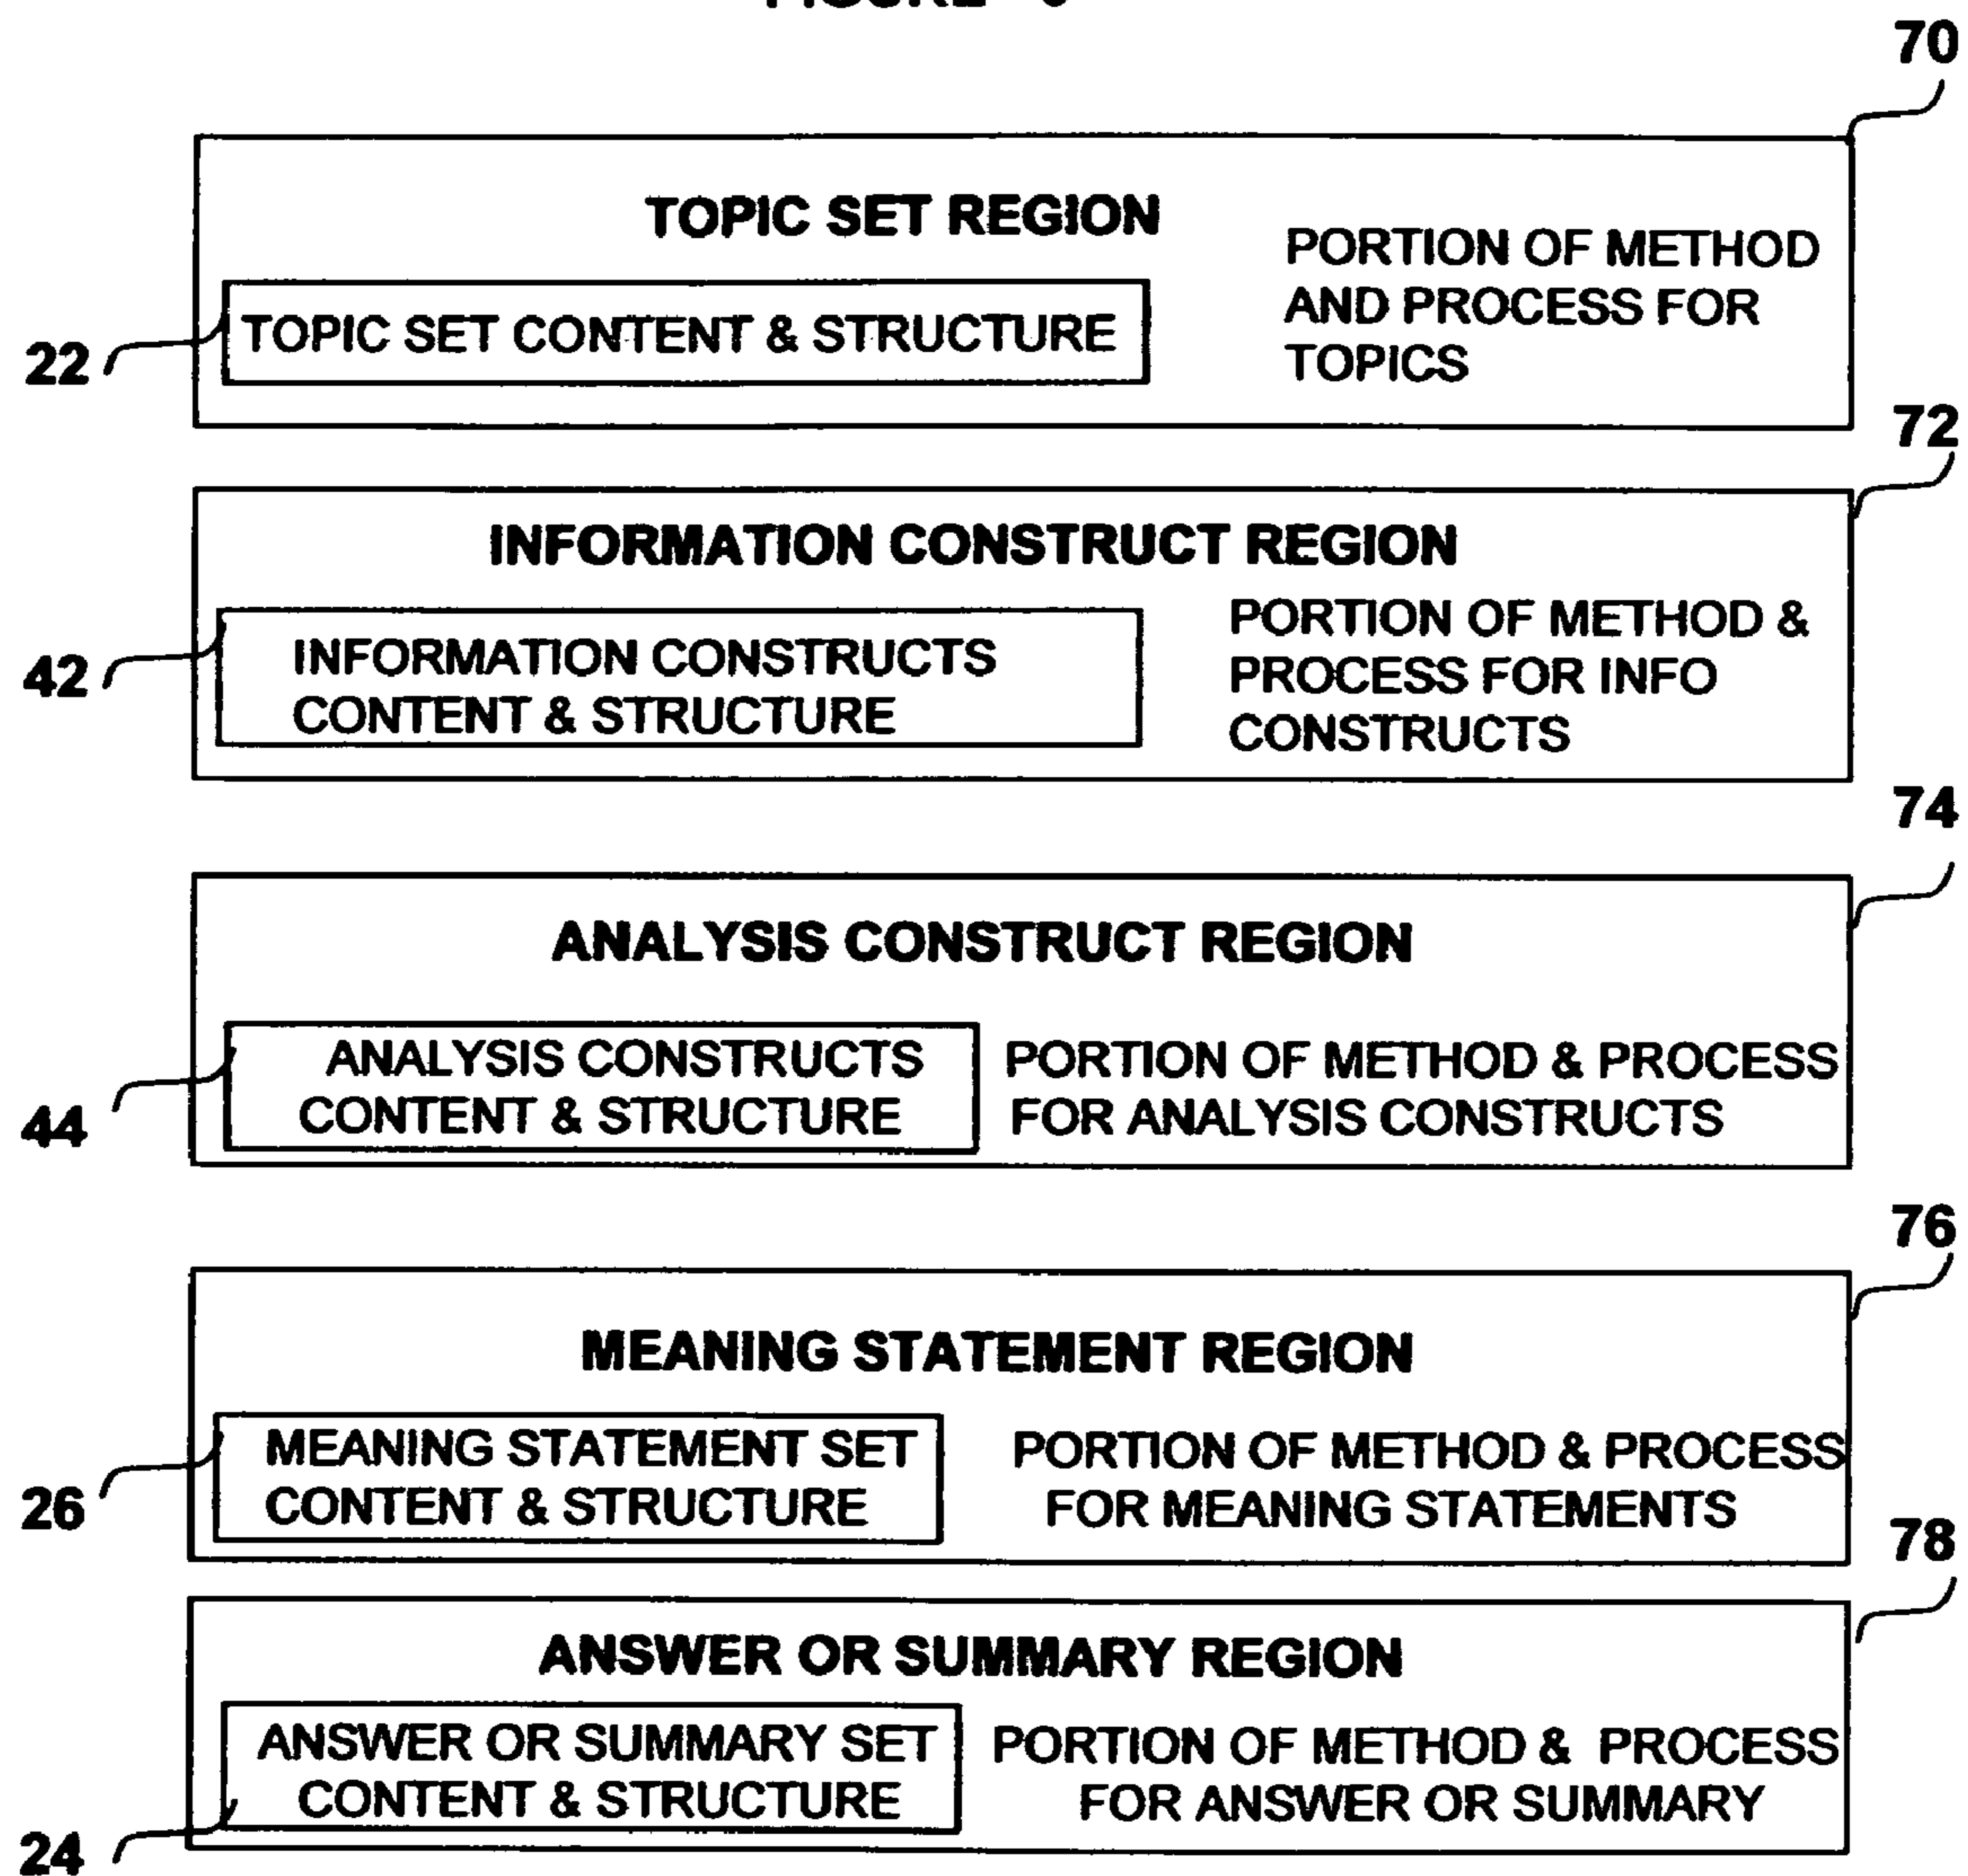 70
TOPIC SET REGION
PORTION OF METHOD
AND PROCESS FOR
TOPICS
TOPIC SET CONTENT & STRUCTURE
22
72
INFORMATION CONSTRUCT REGION
INFORMATION CONSTRUCTS
CONTENT & STRUCTURE
PORTION OF METHOD &
PROCESS FOR INFO
CONSTRUCTS
42
74
ANALYSIS CONSTRUCT REGION
ANALYSIS CONSTRUCTS
CONTENT & STRUCTURE
PORTION OF METHOD & PROCESS
FOR ANALYSIS CONSTRUCTS
44
76
MEANING STATEMENT REGION
MEANING STATEMENT SET
CONTENT & STRUCTURE
PORTION OF METHOD & PROCESS
FOR MEANING STATEMENTS
26
78
ANSWER OR SUMMARY REGION
ANSWER OR SUMMARY SET
CONTENT & STRUCTURE
PORTION OF METHOD & PROCESS
FOR ANSWER OR SUMMARY
24